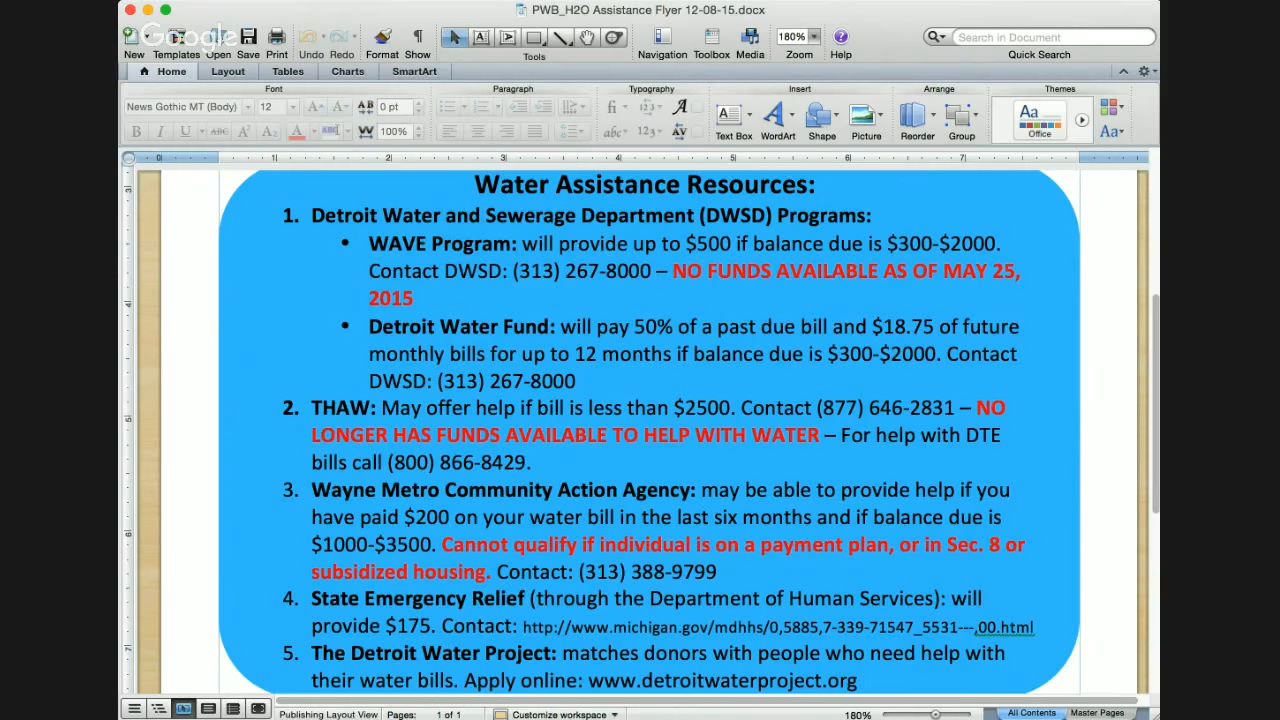 PWB_H2O Assistance Flyer 12-08-15.docx
Google
New Templates Open Save Print Undo Redo Format Show Tools Navigation Toolbox Media 180% Zoom Help Search in Document Quick Search
Home Layout Tables Charts SmartArt
Font Paragraph Typography Insert Arrange Themes
News Gothic MT (Body) 12 0 pt
100%
Text Box WordArt Shape Picture Reorder Group Office
Water Assistance Resources:
1. Detroit Water and Sewerage Department (DWSD) Programs:
• WAVE Program: will provide up to $500 if balance due is $300-$2000.
Contact DWSD: (313) 267-8000 – NO FUNDS AVAILABLE AS OF MAY 25,
2015
• Detroit Water Fund: will pay 50% of a past due bill and $18.75 of future
monthly bills for up to 12 months if balance due is $300-$2000. Contact
DWSD: (313) 267-8000
2. THAW: May offer help if bill is less than $2500. Contact (877) 646-2831 – NO
LONGER HAS FUNDS AVAILABLE TO HELP WITH WATER – For help with DTE
bills call (800) 866-8429.
3. Wayne Metro Community Action Agency: may be able to provide help if you
have paid $200 on your water bill in the last six months and if balance due is
$1000-$3500. Cannot qualify if individual is on a payment plan, or in Sec. 8 or
subsidized housing. Contact: (313) 388-9799
4. State Emergency Relief (through the Department of Human Services): will
provide $175. Contact: http://www.michigan.gov/mdhhs/0,5885,7-339-71547_5531---,00.html
5. The Detroit Water Project: matches donors with people who need help with
their water bills. Apply online: www.detroitwaterproject.org
Publishing Layout View Pages: 1 of 1 Customize workspace 180% All Contents Master Pages